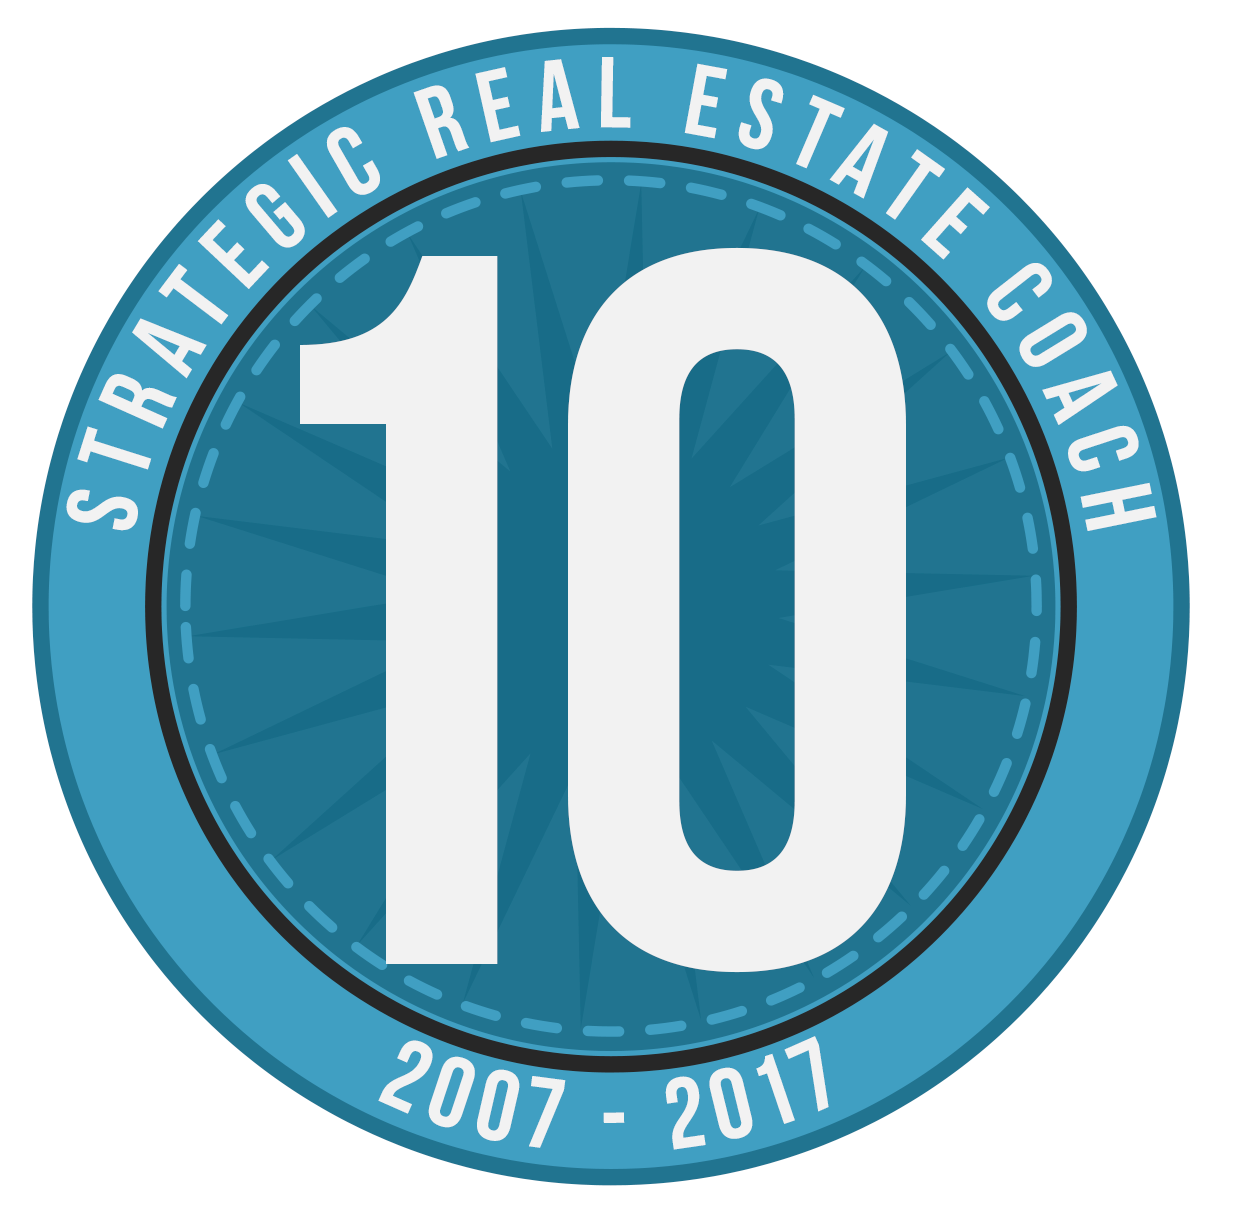 STRATEGIC REAL ESTATE COACH
10
2007 - 2017